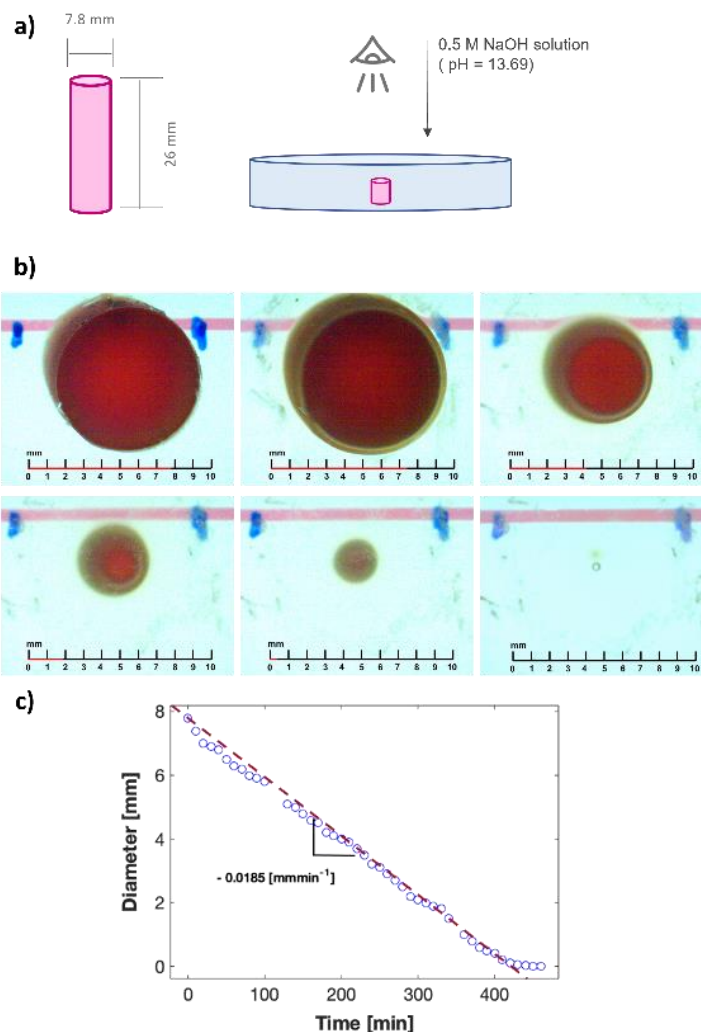 a)
7.8 mm
26 mm
0.5 M NaOH solution
( pH = 13.69)
b)
mm
0 1 2 3 4 5 6 7 8 9 10
mm
0 1 2 3 4 5 6 7 8 9 10
mm
0 1 2 3 4 5 6 7 8 9 10
mm
0 1 2 3 4 5 6 7 8 9 10
mm
0 1 2 3 4 5 6 7 8 9 10
mm
0 1 2 3 4 5 6 7 8 9 10
c)
8
6
4
2
0
Diameter [mm]
- 0.0185 [mmmin⁻¹]
0 100 200 300 400
Time [min]